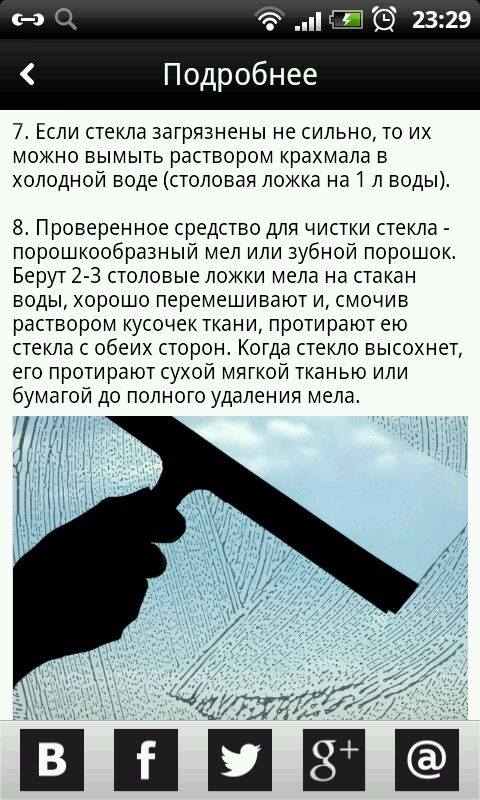 23:29
Подробнее
7. Если стекла загрязнены не сильно, то их
можно вымыть раствором крахмала в
холодной воде (столовая ложка на 1 л воды).
8. Проверенное средство для чистки стекла -
порошкообразный мел или зубной порошок.
Берут 2-3 столовые ложки мела на стакан
воды, хорошо перемешивают и, смочив
раствором кусочек ткани, протирают ею
стекла с обеих сторон. Когда стекло высохнет,
его протирают сухой мягкой тканью или
бумагой до полного удаления мела.
B f g+ @